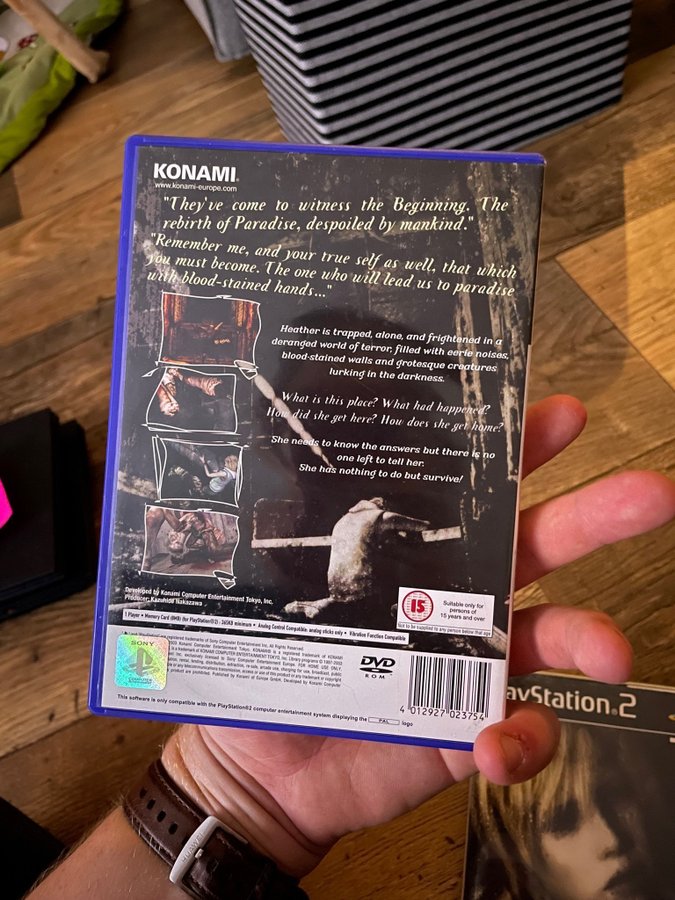 KONAMI®
www.konami-europe.com
"They've come to witness the Beginning. The
rebirth of Paradise, despoiled by mankind."
"Remember me, and your true self as well, that which
you must become. The one who will lead us to paradise
with blood-stained hands..."
Heather is trapped, alone, and frightened in a
deranged world of terror, filled with eerie noises,
blood-stained walls and grotesque creatures
lurking in the darkness.
What is this place? What had happened?
How did she get here? How does she get home?
She needs to know the answers but there is no
one left to tell her.
She has nothing to do but survive!
Developed by Konami Computer Entertainment Tokyo, Inc.
Producer: Kazuhide Nakazawa
15
Suitable only for
persons of
15 years and over
Not to be supplied to any person below that age
1 Player • Memory Card (8MB) (for PlayStation®2) : 365KB minimum • Analog Control Compatible: analog sticks only • Vibration Function Compatible
SONY
DVD
ROM
4 012927 023754
This software is only compatible with the PlayStation®2 computer entertainment system displaying the PAL logo
PlayStation®2